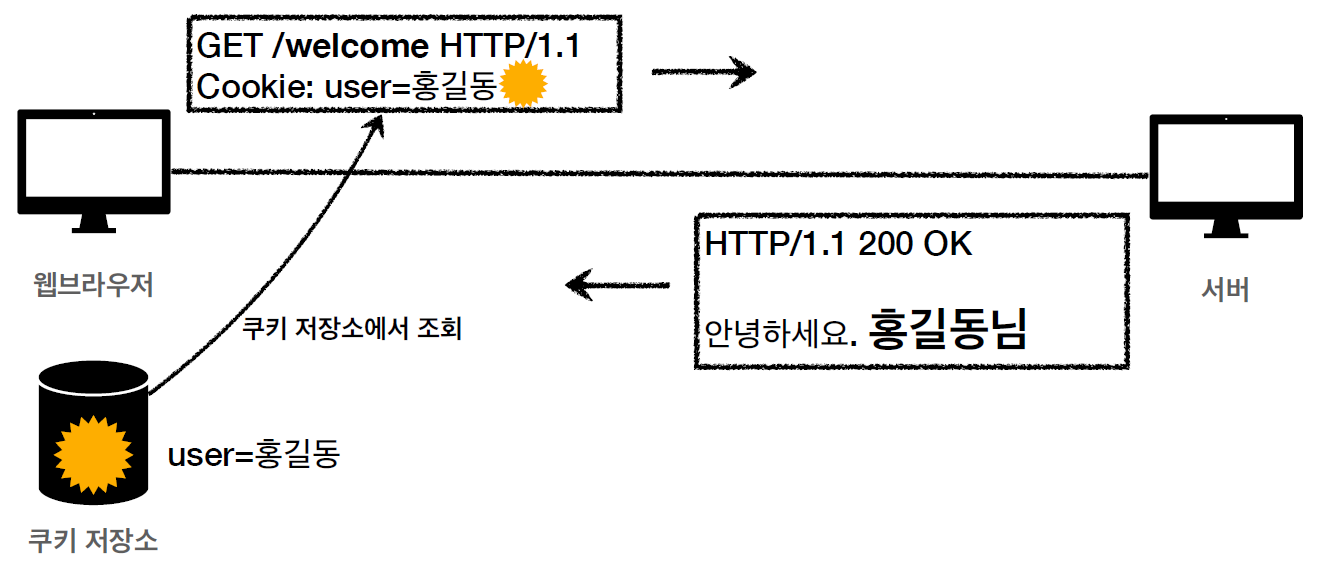 GET /welcome HTTP/1.1
Cookie: user=홍길동
웹브라우저
HTTP/1.1 200 OK
안녕하세요. 홍길동님
서버
쿠키 저장소에서 조회
user=홍길동
쿠키 저장소